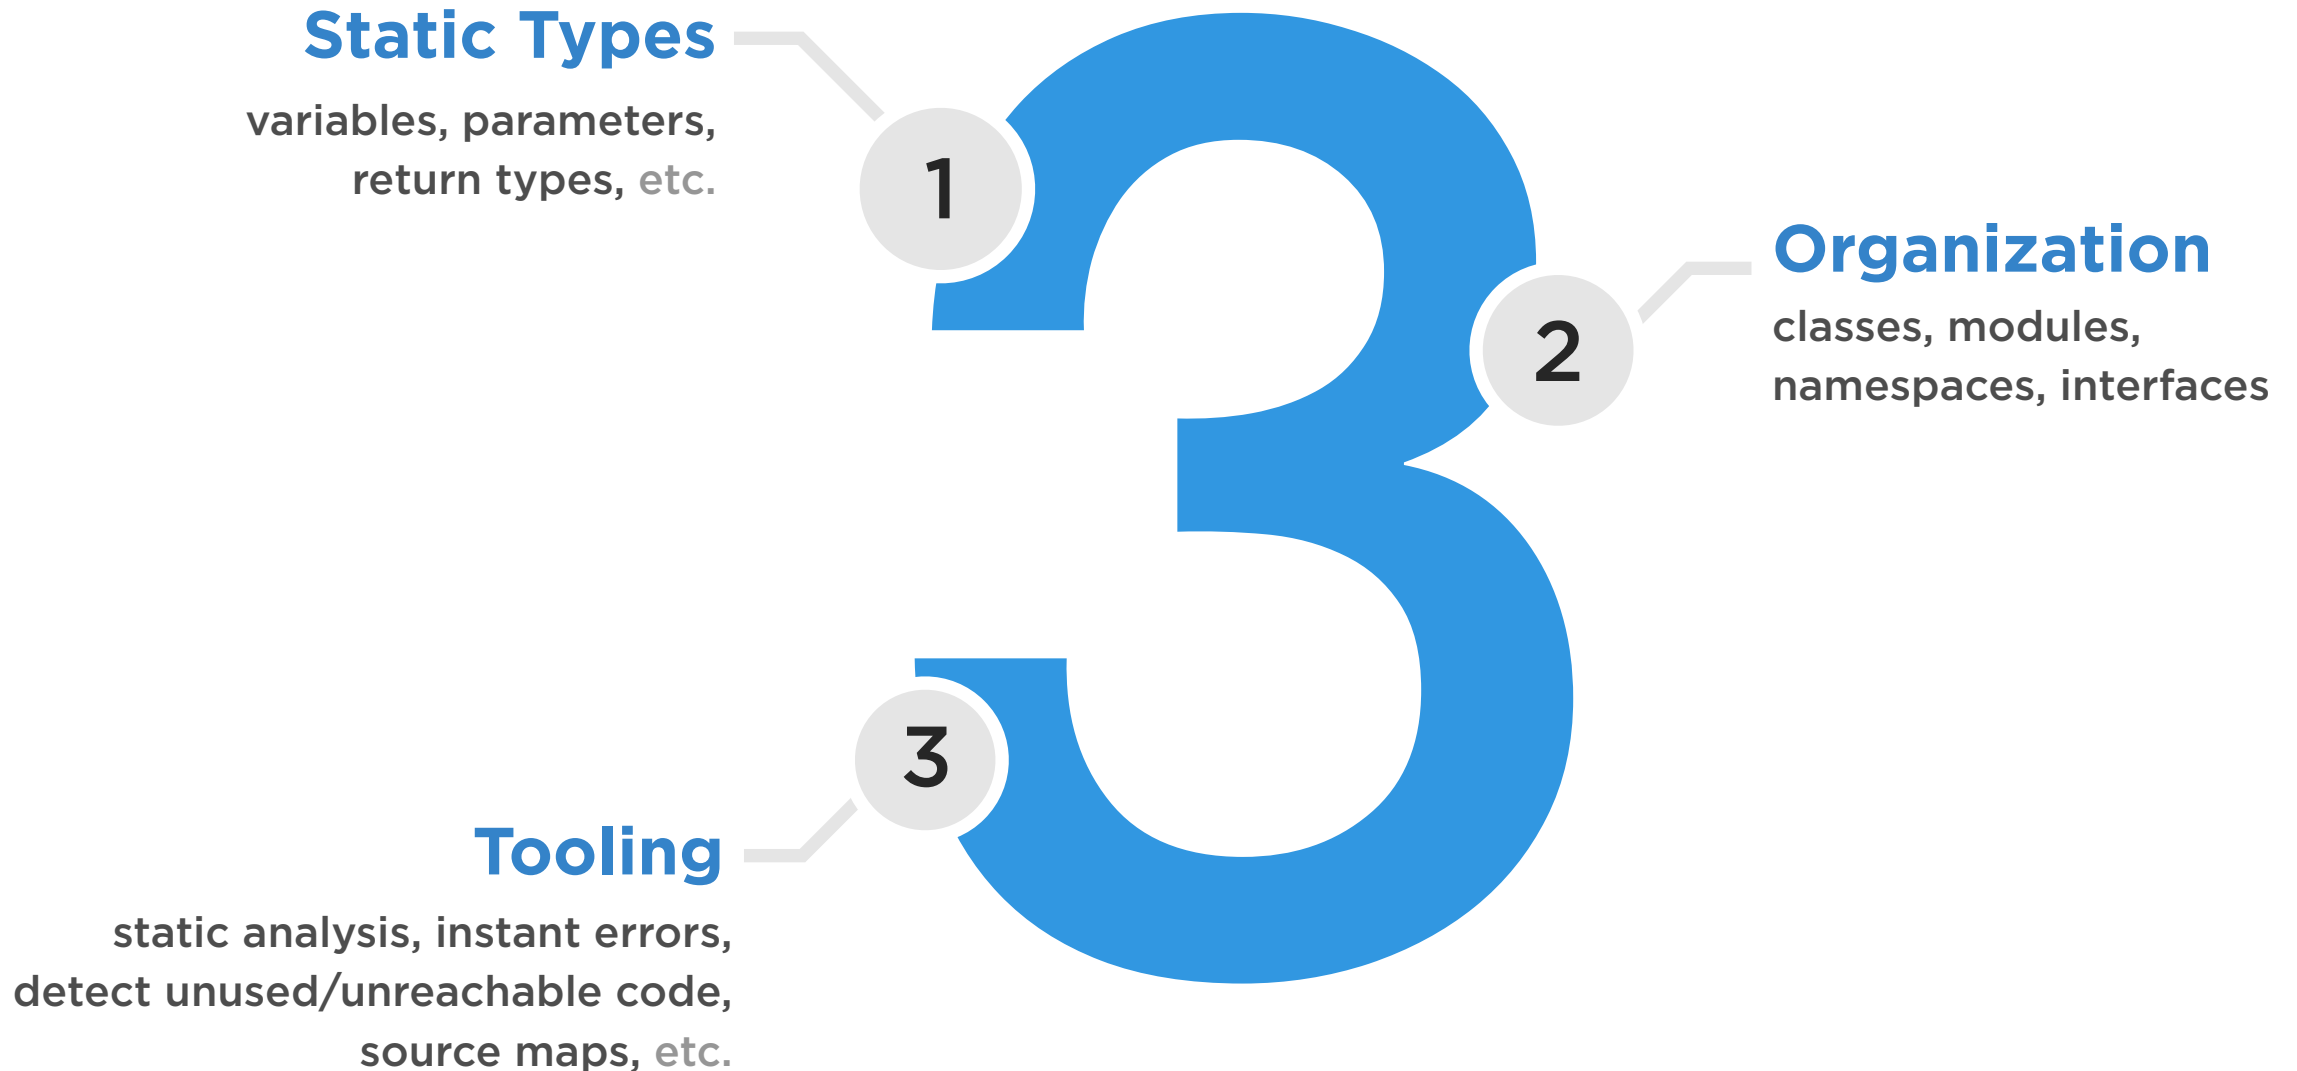 Static Types
variables, parameters,
return types, etc.
1
3
2
Organization
classes, modules,
namespaces, interfaces
3
Tooling
static analysis, instant errors,
detect unused/unreachable code,
source maps, etc.